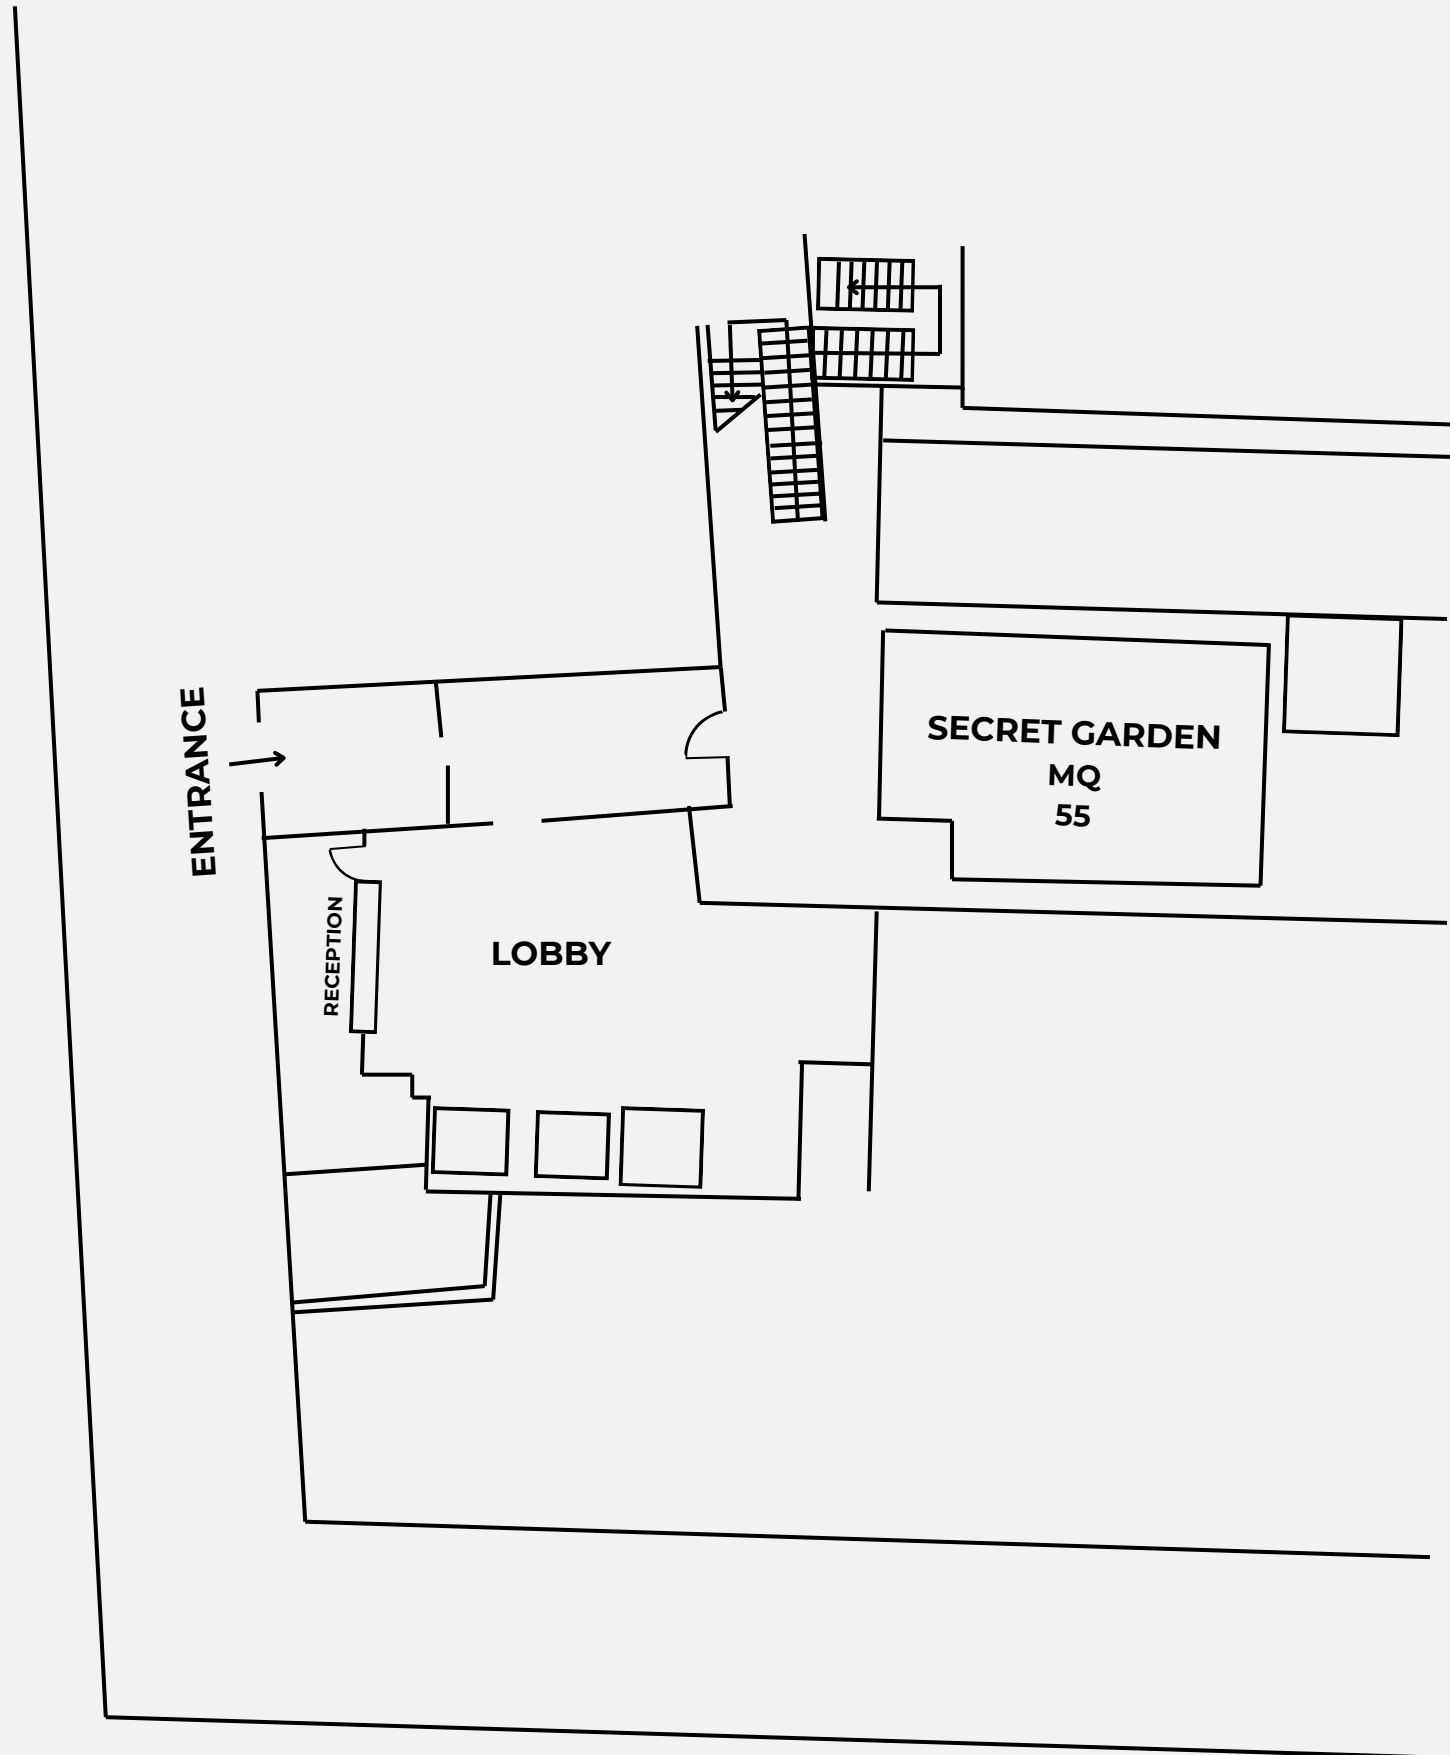 ENTRANCE
SECRET GARDEN
MQ
55
RECEPTION
LOBBY